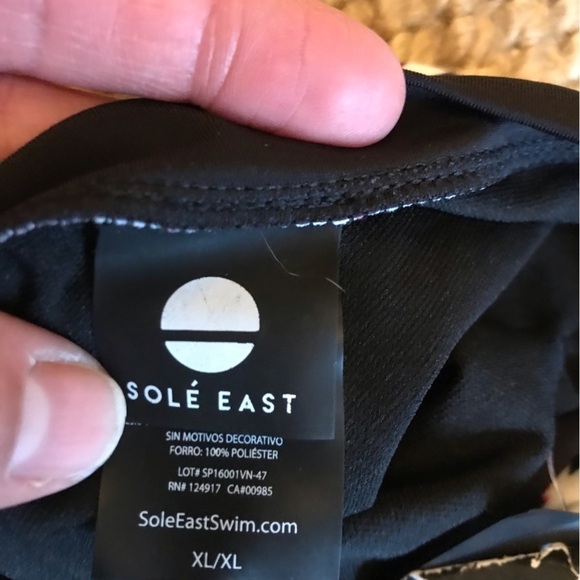 SOLÉ EAST
SIN MOTIVOS DECORATIVO
FORRO: 100% POLIÉSTER
LOT# SP16001VN-47
RN# 124917 CA#00985
SoleEastSwim.com
XL/XL